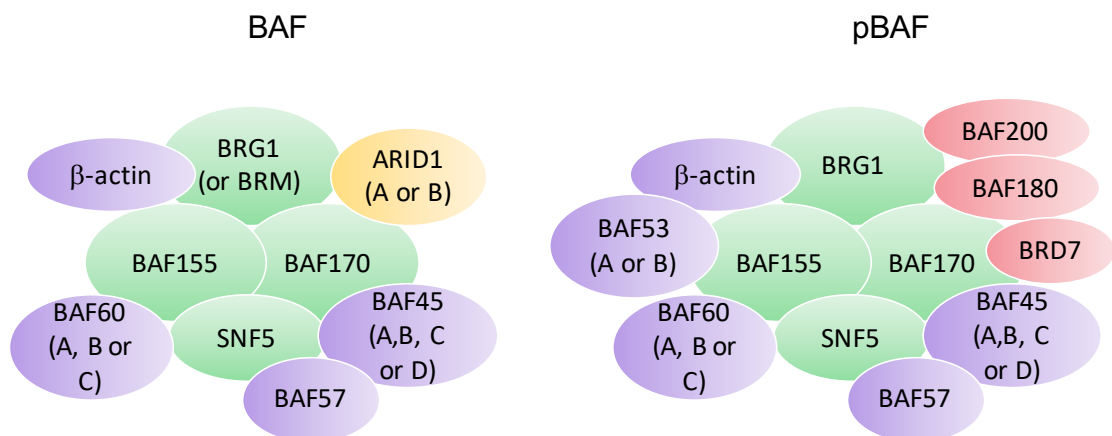 BAF
BRG1
(or BRM)
β-actin
ARID1
(A or B)
BAF155
BAF170
BAF60
(A, B or
C)
SNF5
BAF45
(A,B, C
or D)
BAF57
pBAF
BAF200
BRG1
β-actin
BAF180
BAF53
(A or B)
BAF155
BAF170
BRD7
BAF60
(A, B or
C)
SNF5
BAF45
(A,B, C
or D)
BAF57